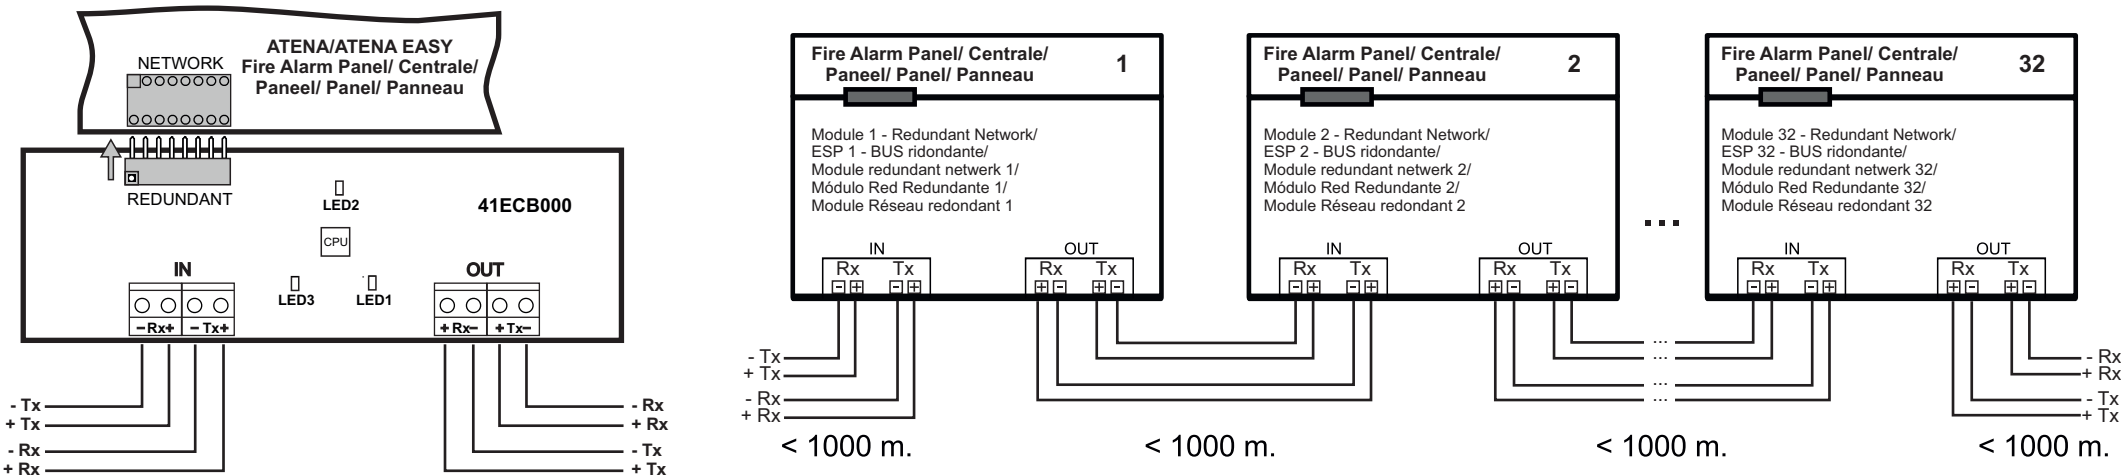 ATENA/ATENA EASY
Fire Alarm Panel/ Centrale/
Paneel/ Panel/ Panneau
NETWORK
REDUNDANT
LED2
41ECB000
CPU
IN
OUT
LED3
LED1
−Rx+
− Tx+
+ Rx−
+ Tx−
- Tx
+ Tx
- Rx
+ Rx
- Rx
+ Rx
- Tx
+ Tx
Fire Alarm Panel/ Centrale/
Paneel/ Panel/ Panneau
1
Module 1 - Redundant Network/
ESP 1 - BUS ridondante/
Module redundant netwerk 1/
Módulo Red Redundante 1/
Module Réseau redondant 1
IN
OUT
Rx Tx
Rx Tx
- + - +
+ - + -
- Tx
+ Tx
- Rx
+ Rx
Fire Alarm Panel/ Centrale/
Paneel/ Panel/ Panneau
2
Module 2 - Redundant Network/
ESP 2 - BUS ridondante/
Module redundant netwerk 2/
Módulo Red Redundante 2/
Module Réseau redondant 2
IN
OUT
Rx Tx
Rx Tx
- + - +
+ - + -
...
...
...
...
...
Fire Alarm Panel/ Centrale/
Paneel/ Panel/ Panneau
32
Module 32 - Redundant Network/
ESP 32 - BUS ridondante/
Module redundant netwerk 32/
Módulo Red Redundante 32/
Module Réseau redondant 32
IN
OUT
Rx Tx
Rx Tx
- + - +
+ - + -
- Rx
+ Rx
- Tx
+ Tx
< 1000 m.
< 1000 m.
< 1000 m.
< 1000 m.